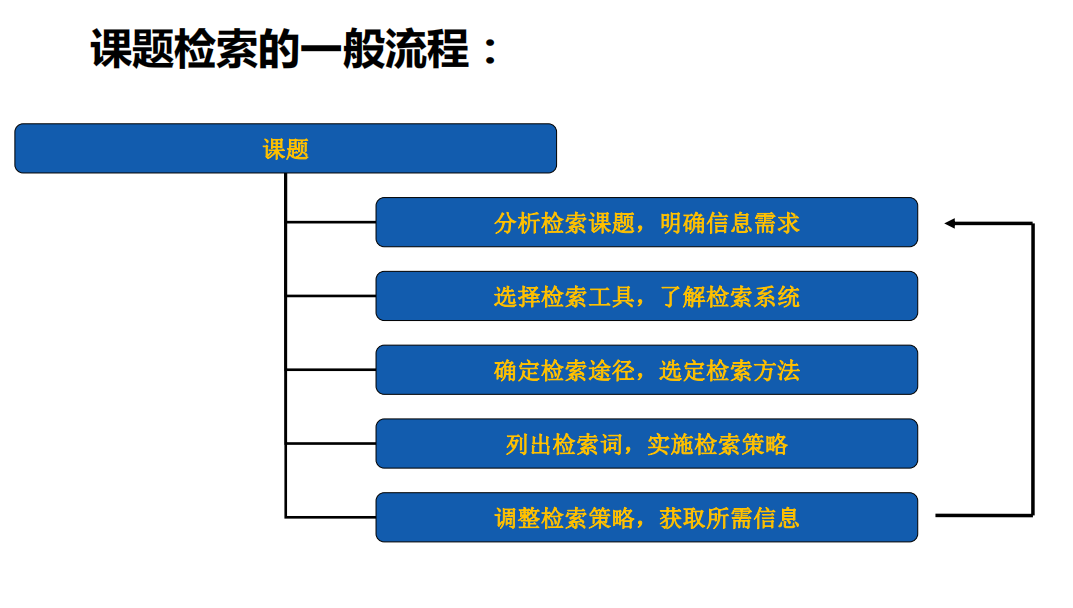 课题检索的一般流程：
课题
分析检索课题，明确信息需求
选择检索工具，了解检索系统
确定检索途径，选定检索方法
列出检索词，实施检索策略
调整检索策略，获取所需信息